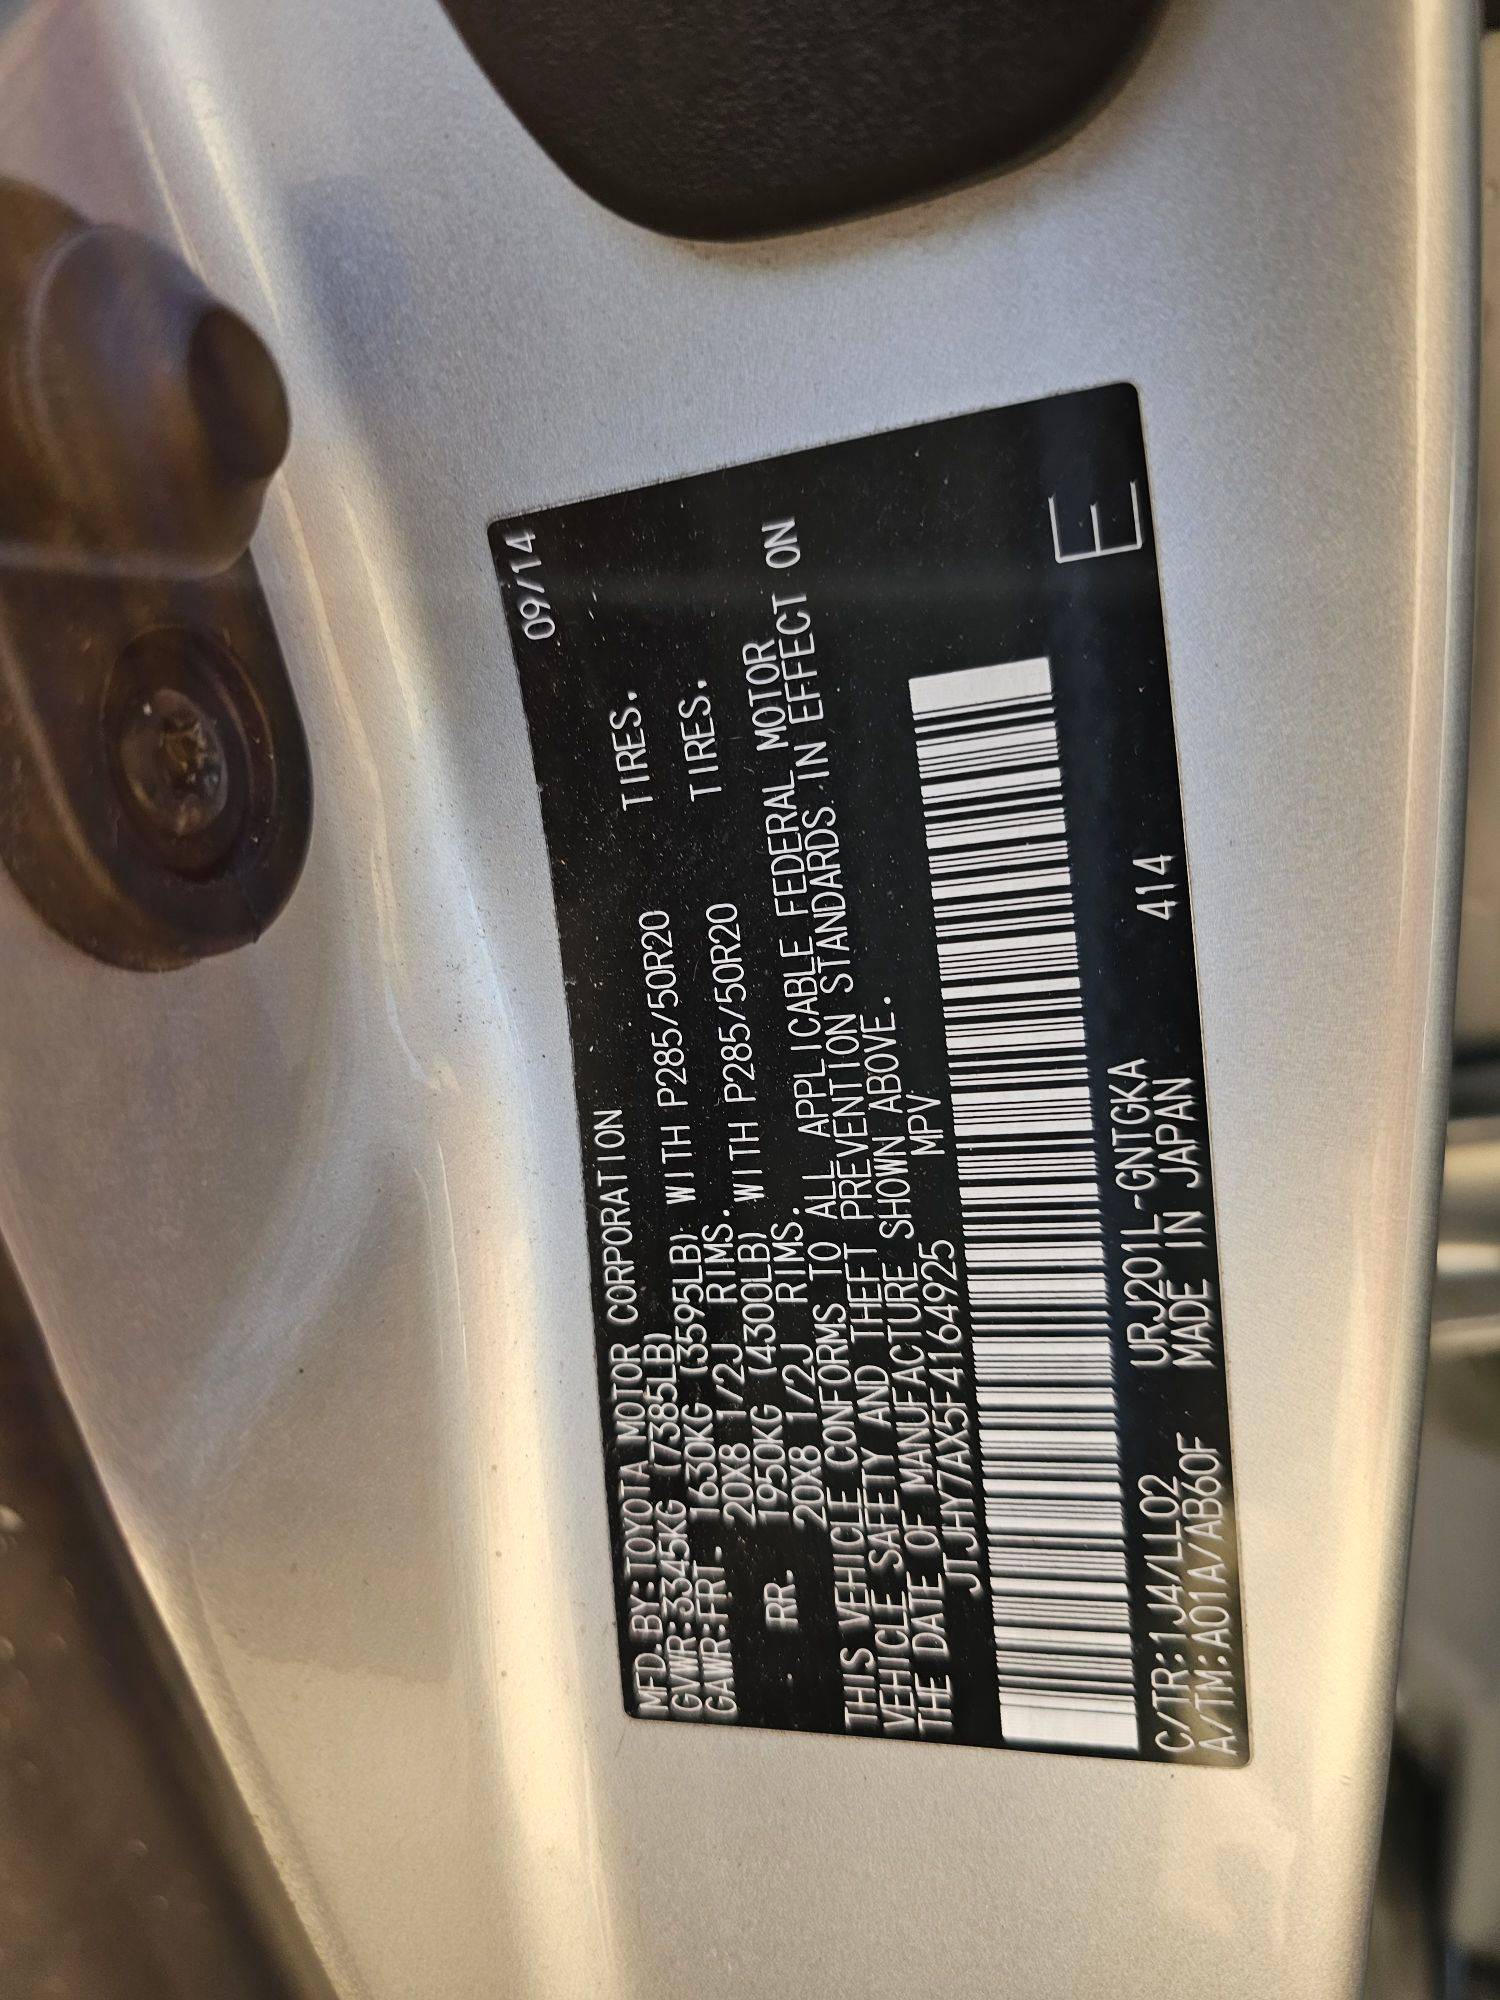 09/14
MFD.BY:TOYOTA MOTOR CORPORATION
GVWR:3345KG (7385LB)
GAWR:FRT- 1630KG (3595LB) WITH P285/50R20 TIRES.
20X8 1/2J RIMS.
RR- 1950KG (4300LB) WITH P285/50R20 TIRES.
20X8 1/2J RIMS.
THIS VEHICLE CONFORMS TO ALL APPLICABLE FEDERAL MOTOR
VEHICLE SAFETY AND THEFT PREVENTION STANDARDS IN EFFECT ON
THE DATE OF MANUFACTURE SHOWN ABOVE.
JTJHY7AX5F4164925 MPV
E
C/TR:1J4/LL02 URJ201L-GNTGKA 414
A/TM:A01A/AB60F MADE IN JAPAN